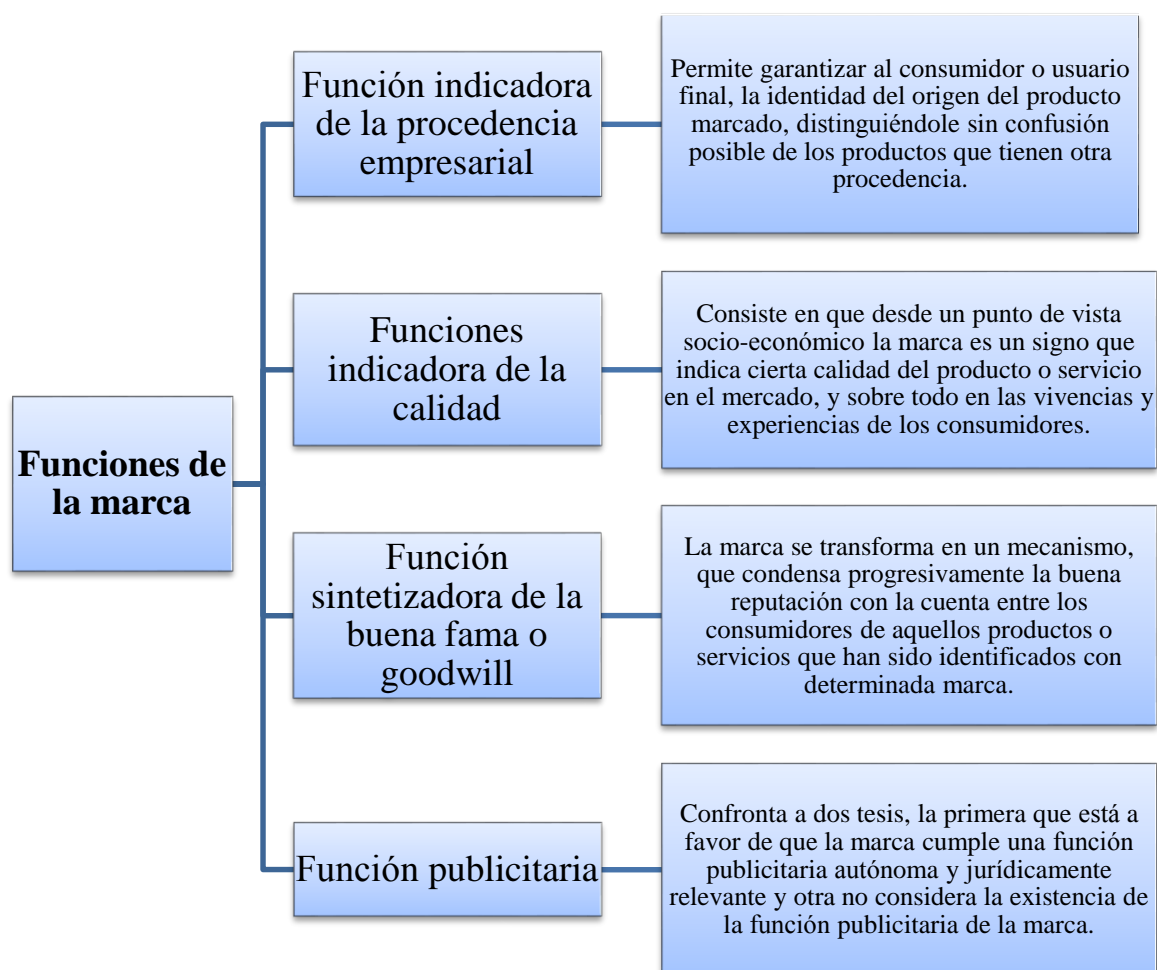 Funciones de
la marca
Función indicadora
de la procedencia
empresarial
Permite garantizar al consumidor o usuario
final, la identidad del origen del producto
marcado, distinguiéndole sin confusión
posible de los productos que tienen otra
procedencia.
Funciones
indicadora de la
calidad
Consiste en que desde un punto de vista
socio-económico la marca es un signo que
indica cierta calidad del producto o servicio
en el mercado, y sobre todo en las vivencias y
experiencias de los consumidores.
Función
sintetizadora de la
buena fama o
goodwill
La marca se transforma en un mecanismo,
que condensa progresivamente la buena
reputación con la cuenta entre los
consumidores de aquellos productos o
servicios que han sido identificados con
determinada marca.
Función publicitaria
Confronta a dos tesis, la primera que está a
favor de que la marca cumple una función
publicitaria autónoma y jurídicamente
relevante y otra no considera la existencia de
la función publicitaria de la marca.